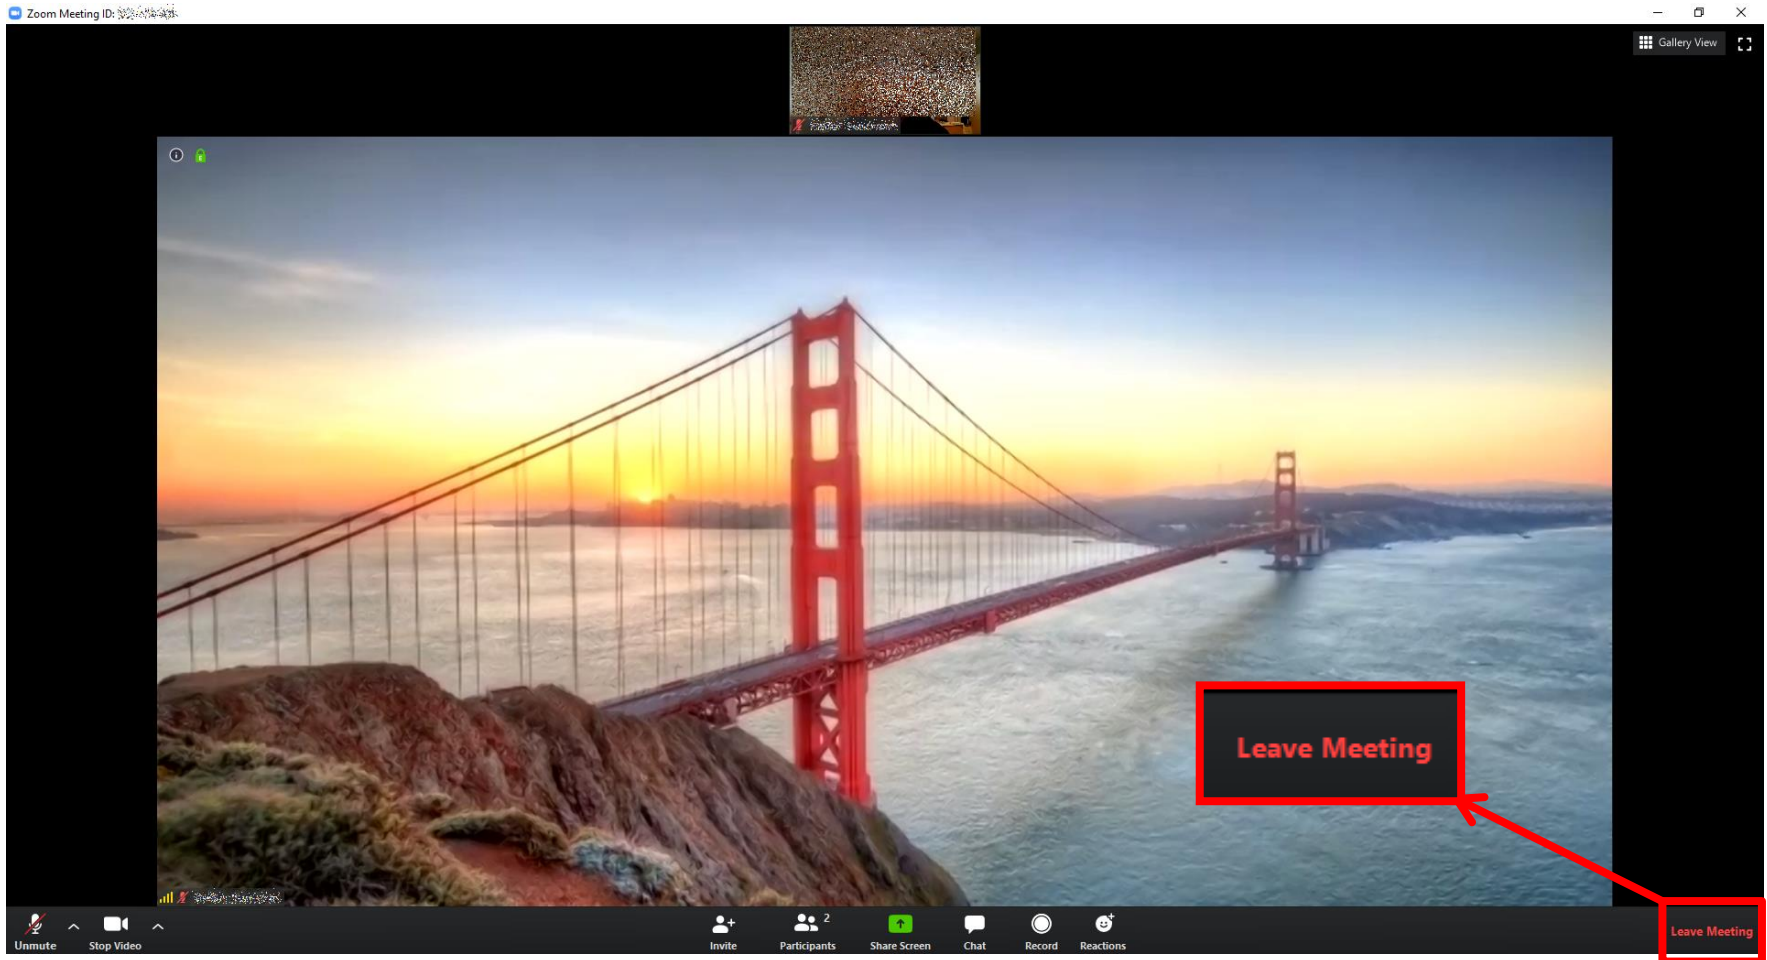 Zoom Meeting ID:
Gallery View
Leave Meeting
2
Unmute
Stop Video
Invite
Participants
Share Screen
Chat
Record
Reactions
Leave Meeting